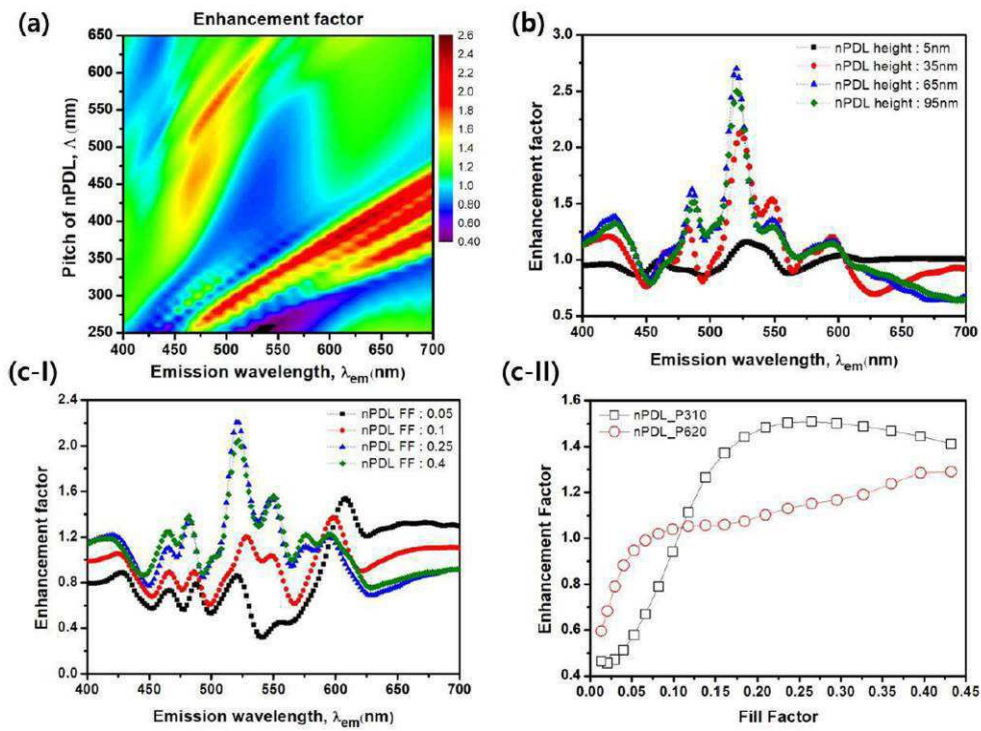 (a)
Enhancement factor
650
600
550
500
450
400
350
300
250
Pitch of nPDL, Λ (nm)
400 450 500 550 600 650 700
Emission wavelength, λem(nm)
2.6
2.4
2.2
2.0
1.8
1.6
1.4
1.2
1.0
0.80
0.60
0.40
(b)
3.0
2.5
2.0
1.5
1.0
0.5
Enhancement factor
nPDL height : 5nm
nPDL height : 35nm
nPDL height : 65nm
nPDL height : 95nm
400 450 500 550 600 650 700
Emission wavelength, λem(nm)
(c-I)
2.4
2.0
1.6
1.2
0.8
0.4
0.0
Enhancement factor
nPDL FF : 0.05
nPDL FF : 0.1
nPDL FF : 0.25
nPDL FF : 0.4
400 450 500 550 600 650 700
Emission wavelength, λem(nm)
(c-II)
1.6
1.4
1.2
1.0
0.8
0.6
0.4
Enhancement Factor
nPDL_P310
nPDL_P620
0.00 0.05 0.10 0.15 0.20 0.25 0.30 0.35 0.40 0.45
Fill Factor